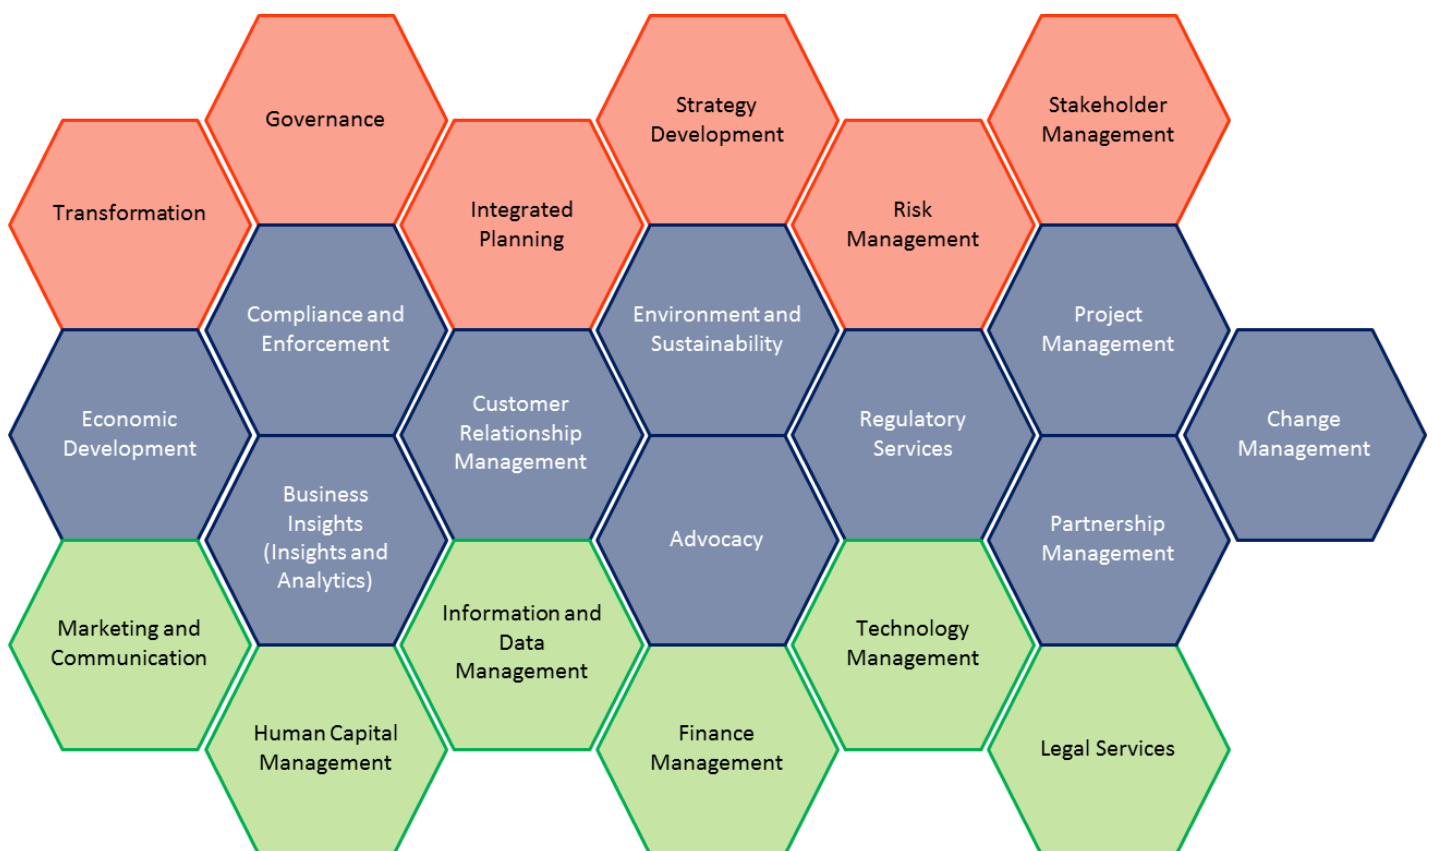 Governance
Strategy
Development
Stakeholder
Management
Transformation
Integrated
Planning
Risk
Management
Compliance and
Enforcement
Environment and
Sustainability
Project
Management
Economic
Development
Customer
Relationship
Management
Regulatory
Services
Change
Management
Business
Insights
(Insights and
Analytics)
Advocacy
Partnership
Management
Marketing and
Communication
Information and
Data
Management
Technology
Management
Human Capital
Management
Finance
Management
Legal Services